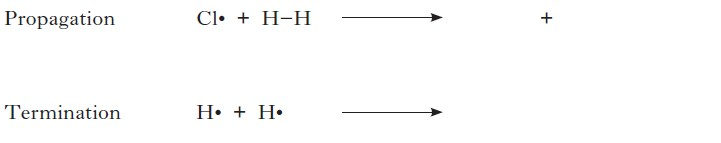 Propagation Cl• + H−H ⟶ +
Termination H• + H• ⟶